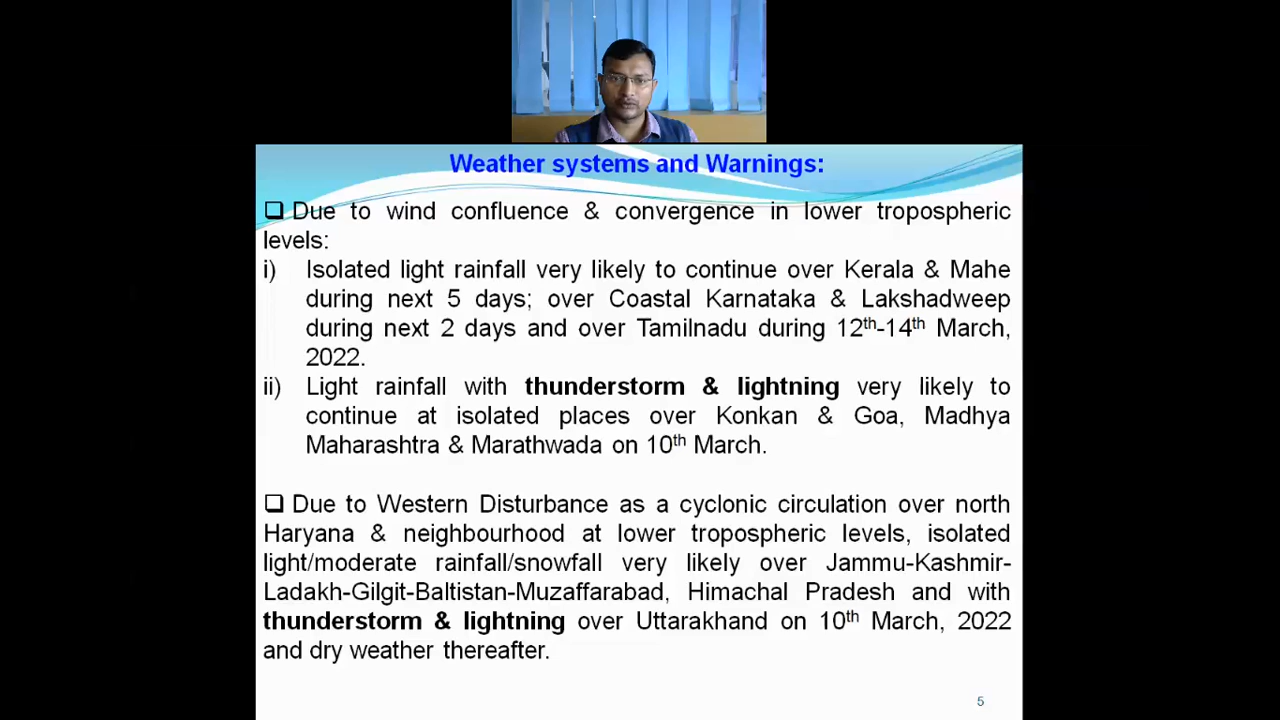 Weather systems and Warnings:
❑ Due to wind confluence & convergence in lower tropospheric
levels:
i) Isolated light rainfall very likely to continue over Kerala & Mahe
during next 5 days; over Coastal Karnataka & Lakshadweep
during next 2 days and over Tamilnadu during 12th-14th March,
2022.
ii) Light rainfall with thunderstorm & lightning very likely to
continue at isolated places over Konkan & Goa, Madhya
Maharashtra & Marathwada on 10th March.
❑ Due to Western Disturbance as a cyclonic circulation over north
Haryana & neighbourhood at lower tropospheric levels, isolated
light/moderate rainfall/snowfall very likely over Jammu-Kashmir-
Ladakh-Gilgit-Baltistan-Muzaffarabad, Himachal Pradesh and with
thunderstorm & lightning over Uttarakhand on 10th March, 2022
and dry weather thereafter.
5